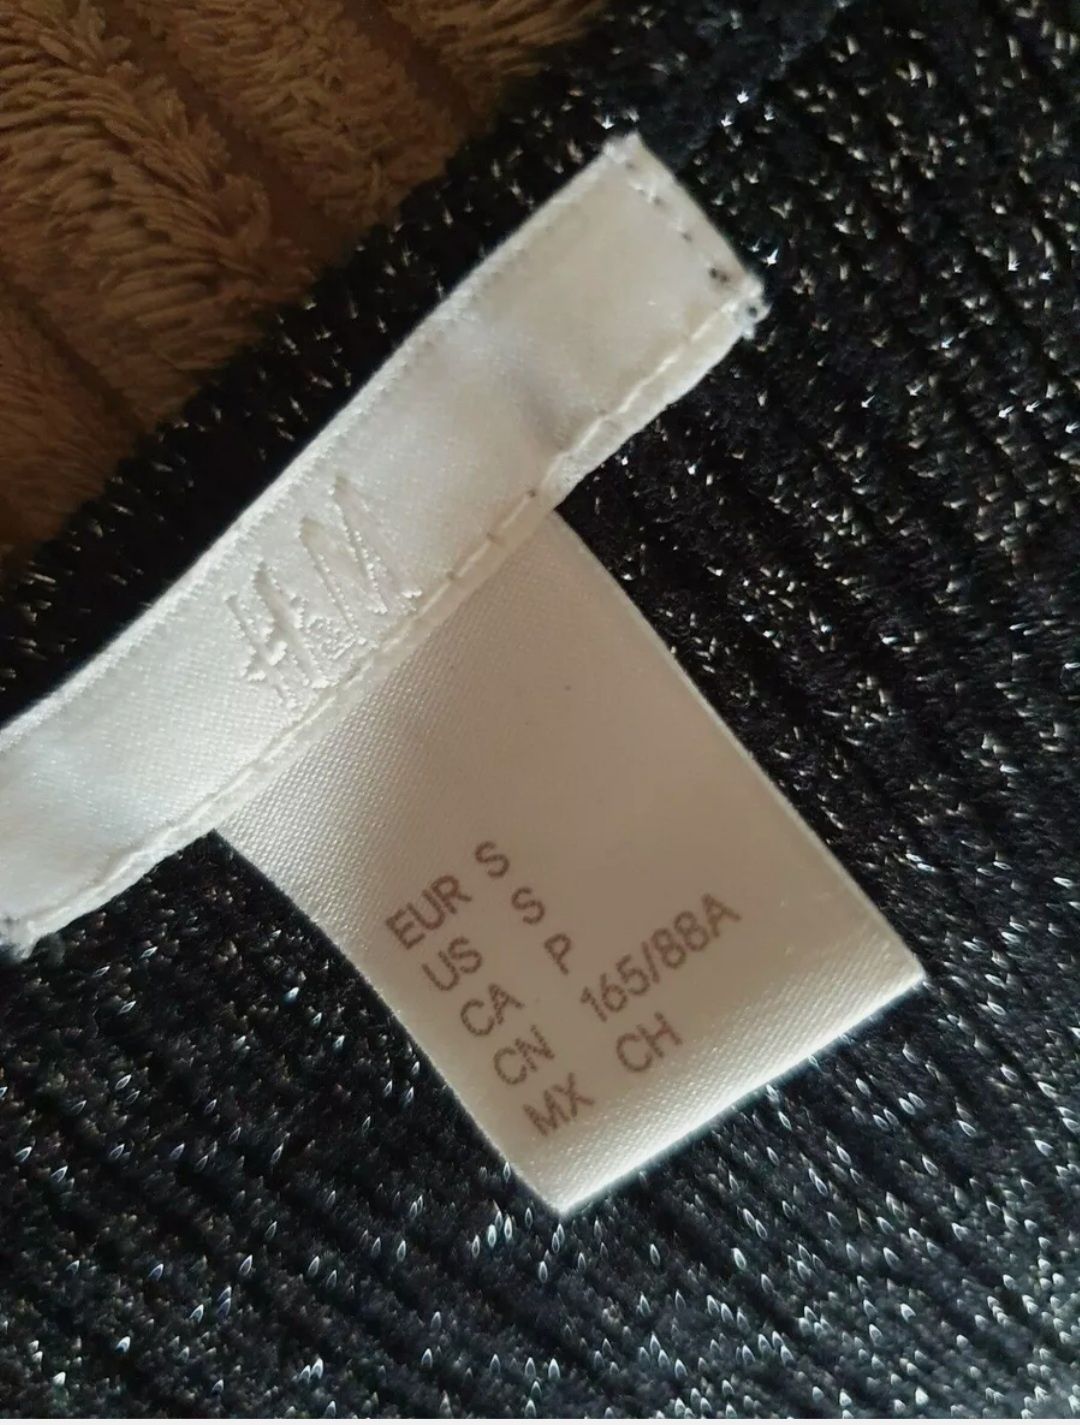 H&M
EUR S
US S
CA P
CN 165/88A
MX CH